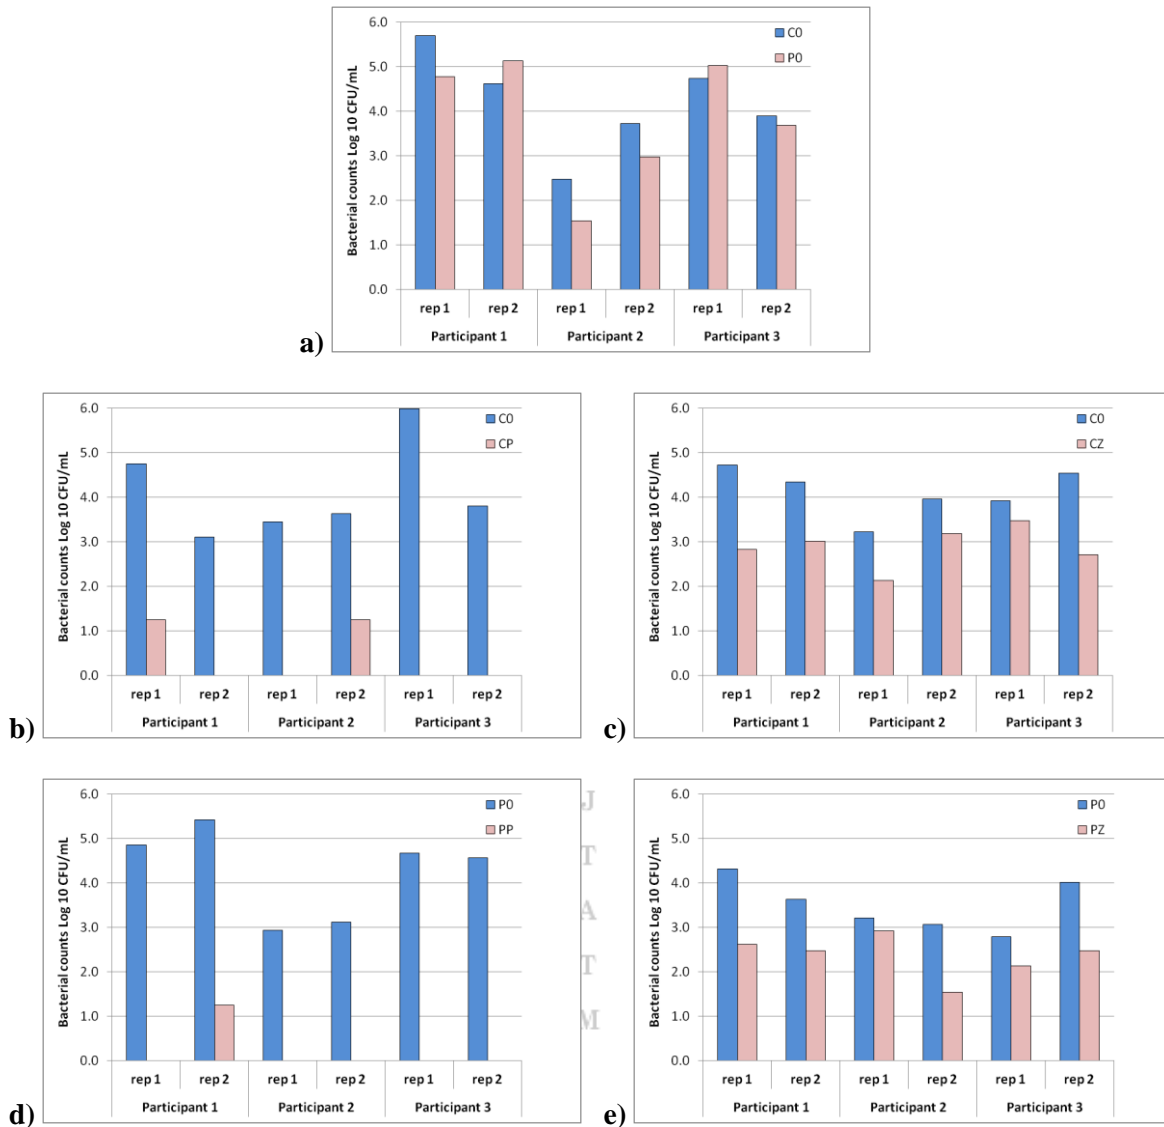 6.0
5.0
4.0
3.0
2.0
1.0
0.0
Bacterial counts Log 10 CFU/mL
C0
P0
rep 1 rep 2 rep 1 rep 2 rep 1 rep 2
Participant 1 Participant 2 Participant 3
a)
6.0
5.0
4.0
3.0
2.0
1.0
0.0
Bacterial counts Log 10 CFU/mL
C0
CP
rep 1 rep 2 rep 1 rep 2 rep 1 rep 2
Participant 1 Participant 2 Participant 3
b)
6.0
5.0
4.0
3.0
2.0
1.0
0.0
Bacterial counts Log 10 CFU/mL
C0
CZ
rep 1 rep 2 rep 1 rep 2 rep 1 rep 2
Participant 1 Participant 2 Participant 3
c)
6.0
5.0
4.0
3.0
2.0
1.0
0.0
Bacterial counts Log 10 CFU/mL
P0
PP
rep 1 rep 2 rep 1 rep 2 rep 1 rep 2
Participant 1 Participant 2 Participant 3
d)
J
T
A
T
M
6.0
5.0
4.0
3.0
2.0
1.0
0.0
Bacterial counts Log 10 CFU/mL
P0
PZ
rep 1 rep 2 rep 1 rep 2 rep 1 rep 2
Participant 1 Participant 2 Participant 3
e)